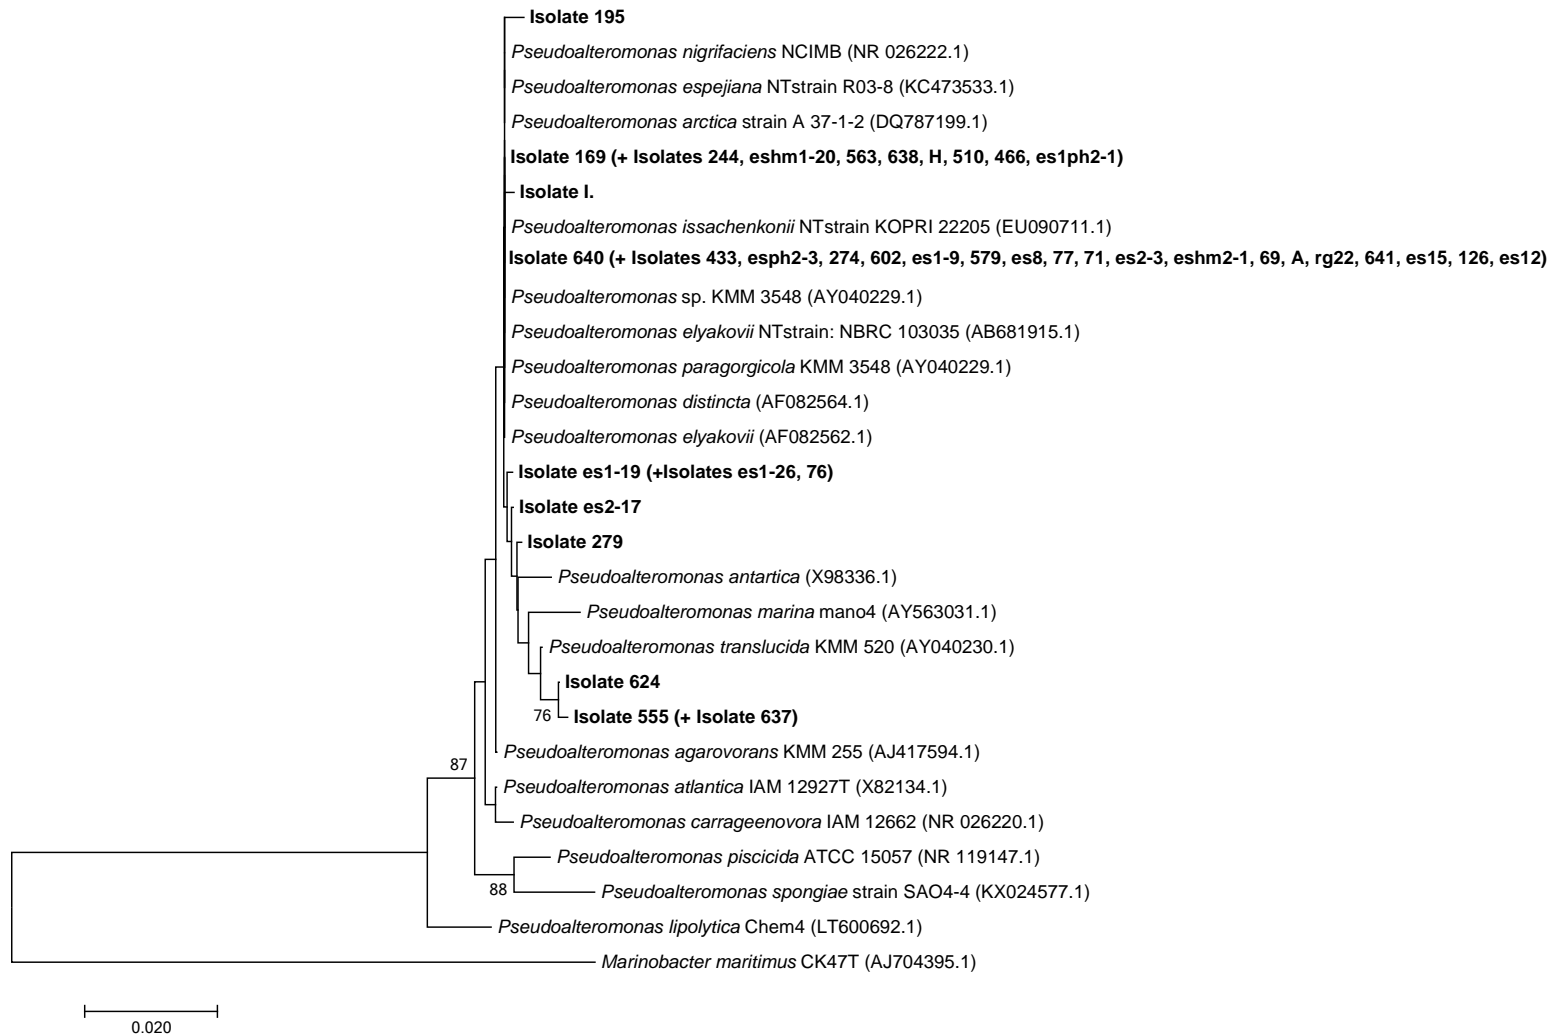 Isolate 195
Pseudoalteromonas nigrifaciens NCIMB (NR 026222.1)
Pseudoalteromonas espejiana NTstrain R03-8 (KC473533.1)
Pseudoalteromonas arctica strain A 37-1-2 (DQ787199.1)
Isolate 169 (+ Isolates 244, eshm1-20, 563, 638, H, 510, 466, es1ph2-1)
Isolate I.
Pseudoalteromonas issachenkonii NTstrain KOPRI 22205 (EU090711.1)
Isolate 640 (+ Isolates 433, esph2-3, 274, 602, es1-9, 579, es8, 77, 71, es2-3, eshm2-1, 69, A, rg22, 641, es15, 126, es12)
Pseudoalteromonas sp. KMM 3548 (AY040229.1)
Pseudoalteromonas elyakovii NTstrain: NBRC 103035 (AB681915.1)
Pseudoalteromonas paragorgicola KMM 3548 (AY040229.1)
Pseudoalteromonas distincta (AF082564.1)
Pseudoalteromonas elyakovii (AF082562.1)
Isolate es1-19 (+Isolates es1-26, 76)
Isolate es2-17
Isolate 279
Pseudoalteromonas antartica (X98336.1)
Pseudoalteromonas marina mano4 (AY563031.1)
Pseudoalteromonas translucida KMM 520 (AY040230.1)
Isolate 624
76 Isolate 555 (+ Isolate 637)
Pseudoalteromonas agarovorans KMM 255 (AJ417594.1)
87
Pseudoalteromonas atlantica IAM 12927T (X82134.1)
Pseudoalteromonas carrageenovora IAM 12662 (NR 026220.1)
Pseudoalteromonas piscicida ATCC 15057 (NR 119147.1)
88 Pseudoalteromonas spongiae strain SAO4-4 (KX024577.1)
Pseudoalteromonas lipolytica Chem4 (LT600692.1)
Marinobacter maritimus CK47T (AJ704395.1)
0.020